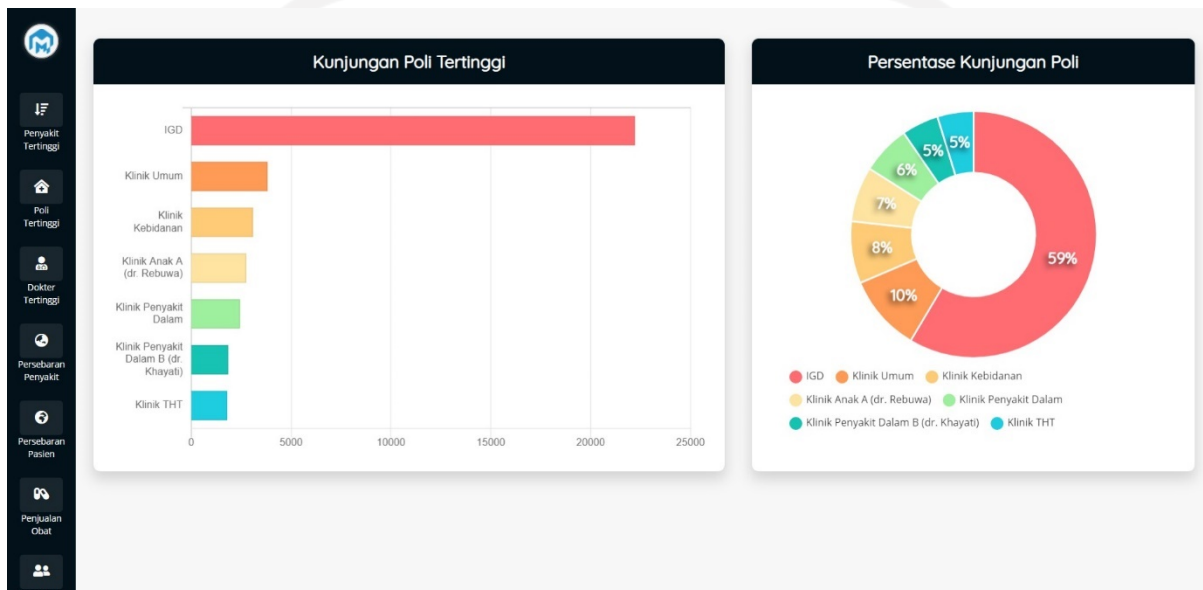 Penyakit
Tertinggi
Poli
Tertinggi
Dokter
Tertinggi
Persebaran
Penyakit
Persebaran
Pasien
Penjualan
Obat
Kunjungan Poli Tertinggi
IGD
Klinik Umum
Klinik
Kebidanan
Klinik Anak A
(dr. Rebuwa)
Klinik Penyakit
Dalam
Klinik Penyakit
Dalam B (dr.
Khayati)
Klinik THT
0 5000 10000 15000 20000 25000
Persentase Kunjungan Poli
5% 5%
6%
7%
8%
59%
10%
IGD Klinik Umum Klinik Kebidanan
Klinik Anak A (dr. Rebuwa) Klinik Penyakit Dalam
Klinik Penyakit Dalam B (dr. Khayati) Klinik THT